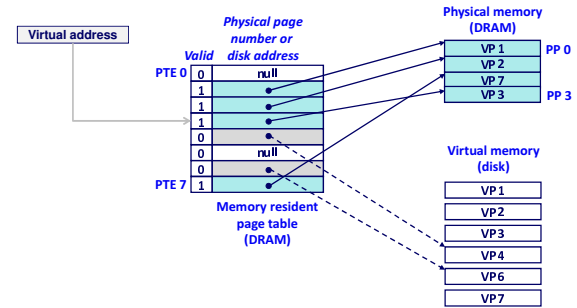 Virtual address
Physical page
number or
disk address
Valid
PTE 0
0
null
1
1
1
0
0
null
0
PTE 7
1
Memory resident
page table
(DRAM)
Physical memory
(DRAM)
VP 1
PP 0
VP 2
VP 7
VP 3
PP 3
Virtual memory
(disk)
VP 1
VP 2
VP 3
VP 4
VP 6
VP 7